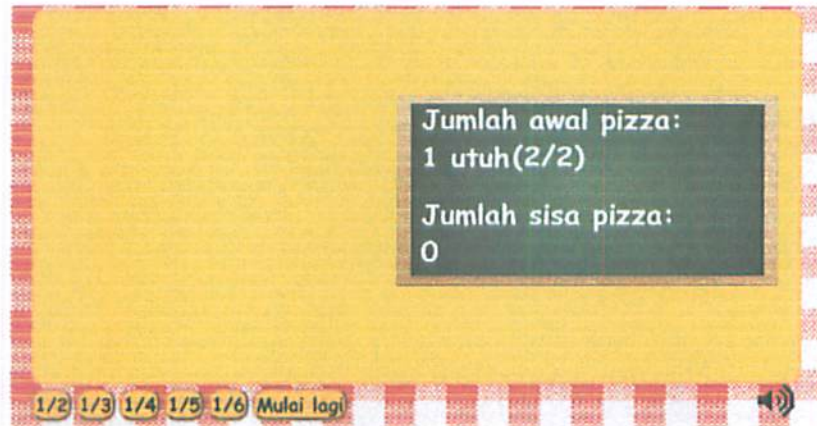 Jumlah awal pizza:
1 utuh(2/2)
Jumlah sisa pizza:
0
1/2 1/3 1/4 1/5 1/6 Mulai lagi